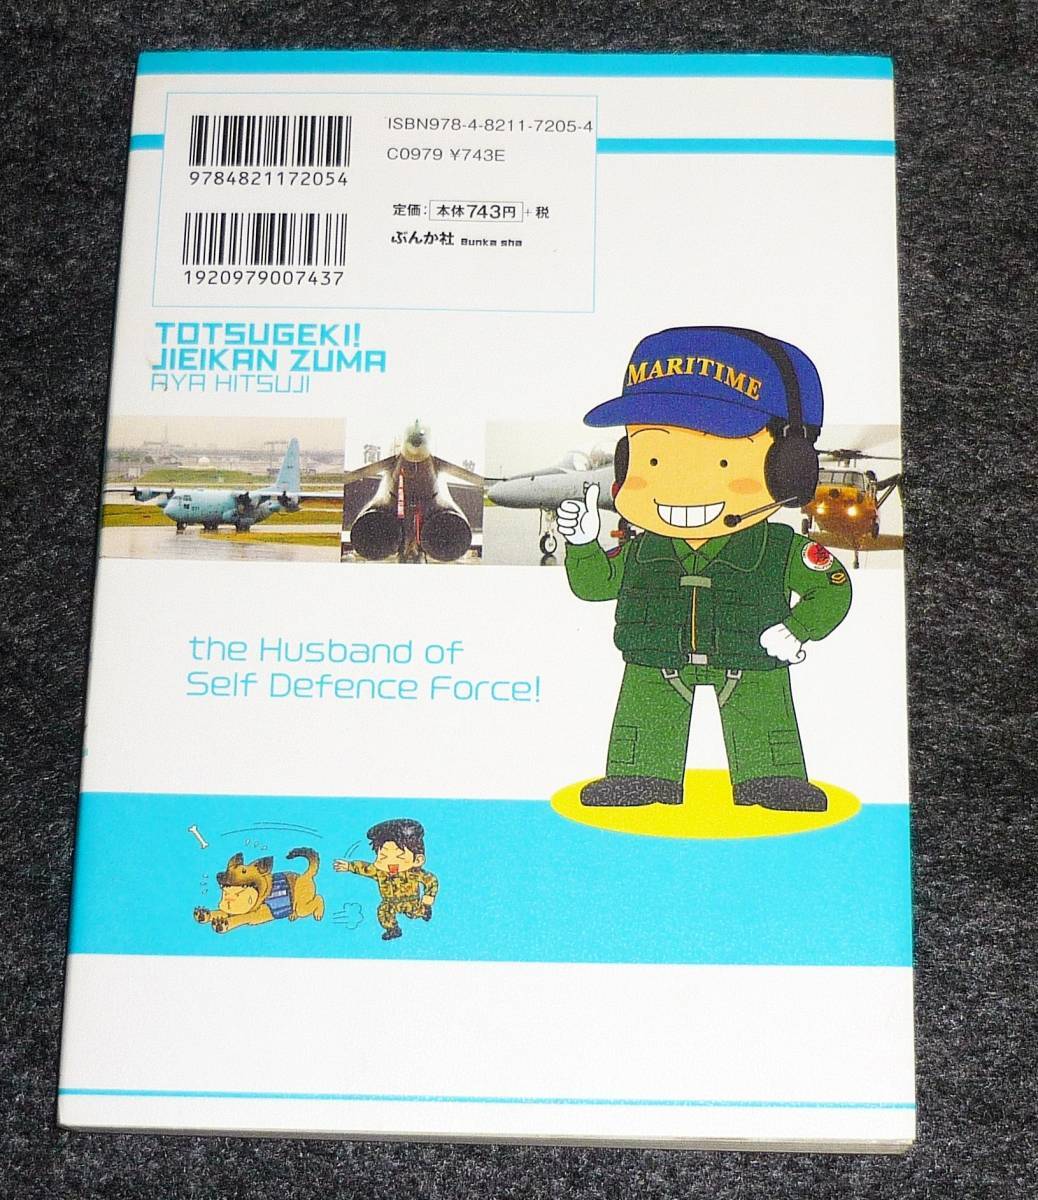 ISBN978-4-8211-7205-4
C0979 ¥743E
9784821172054
定価: 本体743円 + 税
ぶんか社 Bunka sha
1920979007437
TOTSUGEKI!
JIEIKAN ZUMA
AYA HITSUJI
MARITIME
the Husband of
Self Defence Force!